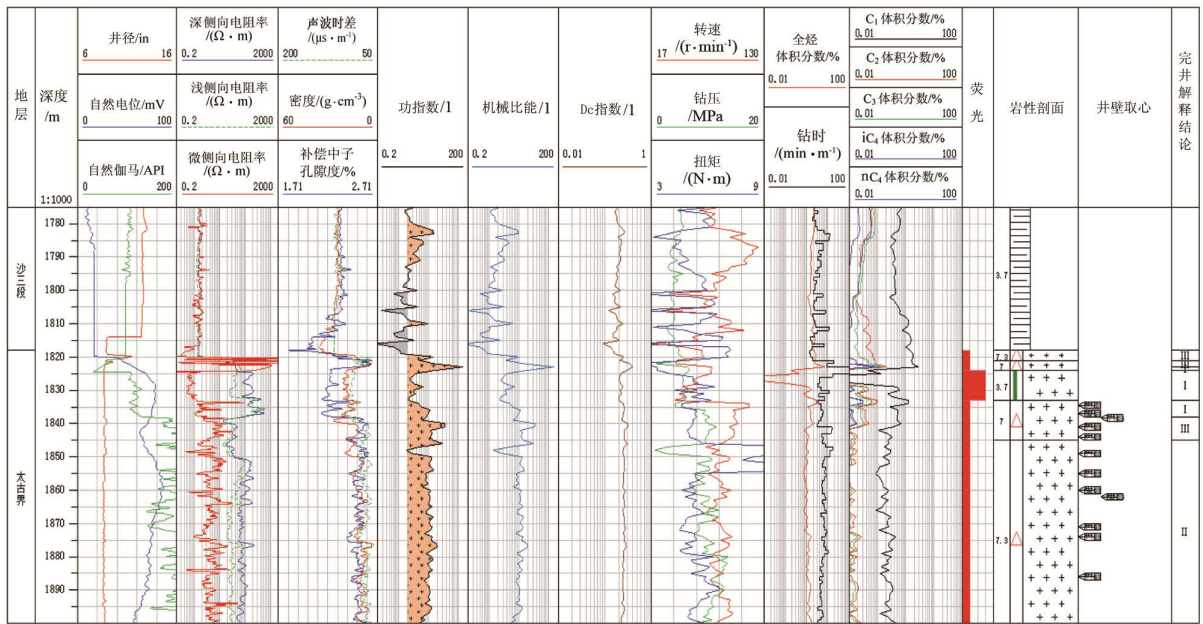 地层
深度
/m
1:1000
井径/in
6 16
自然电位/mV
0 100
自然伽马/API
0 200
深侧向电阻率
/(Ω·m)
0.2 2000
浅侧向电阻率
/(Ω·m)
0.2 2000
微侧向电阻率
/(Ω·m)
0.2 2000
声波时差
/(μs·m⁻¹)
200 50
密度/(g·cm⁻³)
60 0
补偿中子
孔隙度/%
1.71 2.71
功指数/1
0.2 200
机械比能/1
0.2 200
Dc指数/1
0.01 1
转速
/(r·min⁻¹)
17 130
钻压
/MPa
0 20
扭矩
/(N·m)
3 9
全烃
体积分数/%
0.01 100
钻时
/(min·m⁻¹)
0.01 100
C₁ 体积分数/%
0.01 100
C₂ 体积分数/%
0.01 100
C₃ 体积分数/%
0.01 100
iC₄ 体积分数/%
0.01 100
nC₄ 体积分数/%
0.01 100
荧光
岩性剖面
井壁取心
完井解释结论
沙三段
太古界
1780
1790
1800
1810
1820
1830
1840
1850
1860
1870
1880
1890
3.7
7.3
7
3.7
7
7.3
III
I
I
III
II